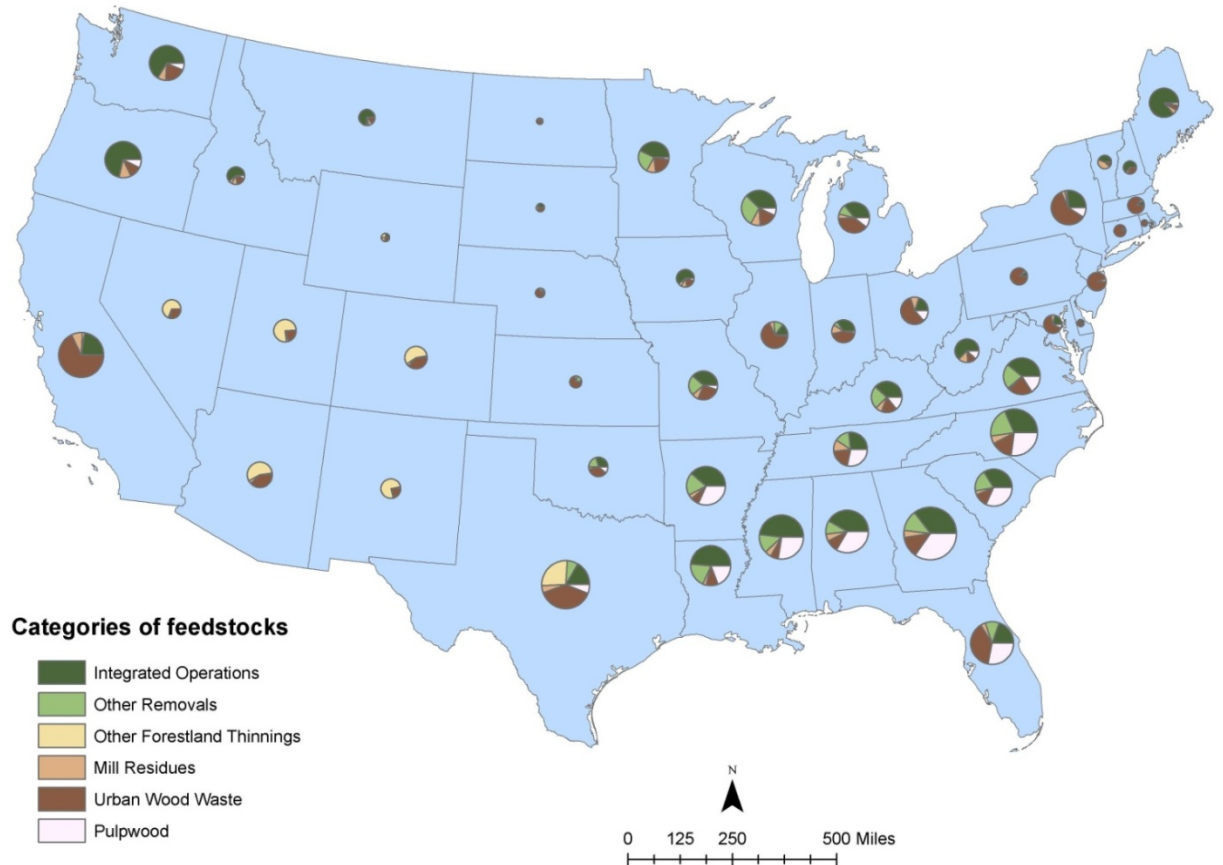 Categories of feedstocks
Integrated Operations
Other Removals
Other Forestland Thinnings
Mill Residues
Urban Wood Waste
Pulpwood
N
0 125 250 500 Miles